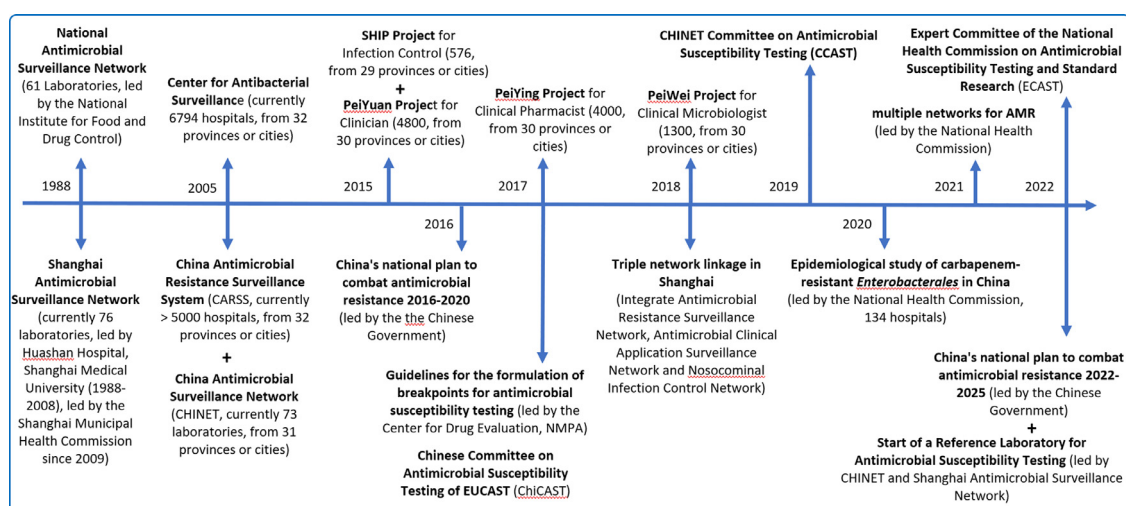 National
Antimicrobial
Surveillance Network
(61 Laboratories, led
by the National
Institute for Food and
Drug Control)
1988
Shanghai
Antimicrobial
Surveillance Network
(currently 76
laboratories, led by
Huashan Hospital,
Shanghai Medical
University (1988-
2008), led by the
Shanghai Municipal
Health Commission
since 2009)
Center for Antibacterial
Surveillance (currently
6794 hospitals, from 32
provinces or cities)
2005
China Antimicrobial
Resistance Surveillance
System (CARSS, currently
> 5000 hospitals, from 32
provinces or cities)
+
China Antimicrobial
Surveillance Network
(CHINET, currently 73
laboratories, from 31
provinces or cities)
SHIP Project for
Infection Control (576,
from 29 provinces or cities)
+
PeiYuan Project for
Clinician (4800, from
30 provinces or cities)
2015
2016
China's national plan to
combat antimicrobial
resistance 2016-2020
(led by the the Chinese
Government)
PeiYing Project for
Clinical Pharmacist (4000,
from 30 provinces or
cities)
2017
Guidelines for the formulation of
breakpoints for antimicrobial
susceptibility testing (led by the
Center for Drug Evaluation, NMPA)
Chinese Committee on
Antimicrobial Susceptibility
Testing of EUCAST (ChiCAST)
PeiWei Project for
Clinical Microbiologist
(1300, from 30
provinces or cities)
2018
Triple network linkage in
Shanghai
(Integrate Antimicrobial
Resistance Surveillance
Network, Antimicrobial Clinical
Application Surveillance
Network and Nosocominal
Infection Control Network)
CHINET Committee on Antimicrobial
Susceptibility Testing (CCAST)
2019
2020
Epidemiological study of carbapenem-
resistant Enterobacterales in China
(led by the National Health Commission,
134 hospitals)
multiple networks for AMR
(led by the National Health
Commission)
2021
Expert Committee of the National
Health Commission on Antimicrobial
Susceptibility Testing and Standard
Research (ECAST)
2022
China's national plan to combat
antimicrobial resistance 2022-
2025 (led by the Chinese
Government)
+
Start of a Reference Laboratory for
Antimicrobial Susceptibility Testing (led by
CHINET and Shanghai Antimicrobial Surveillance
Network)